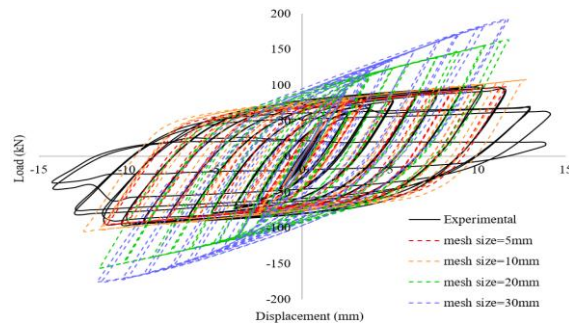 200
150
100
50
0
-15
-10
-5
0
5
10
15
-50
-100
-150
-200
Load (kN)
Displacement (mm)
Experimental
mesh size=5mm
mesh size=10mm
mesh size=20mm
mesh size=30mm